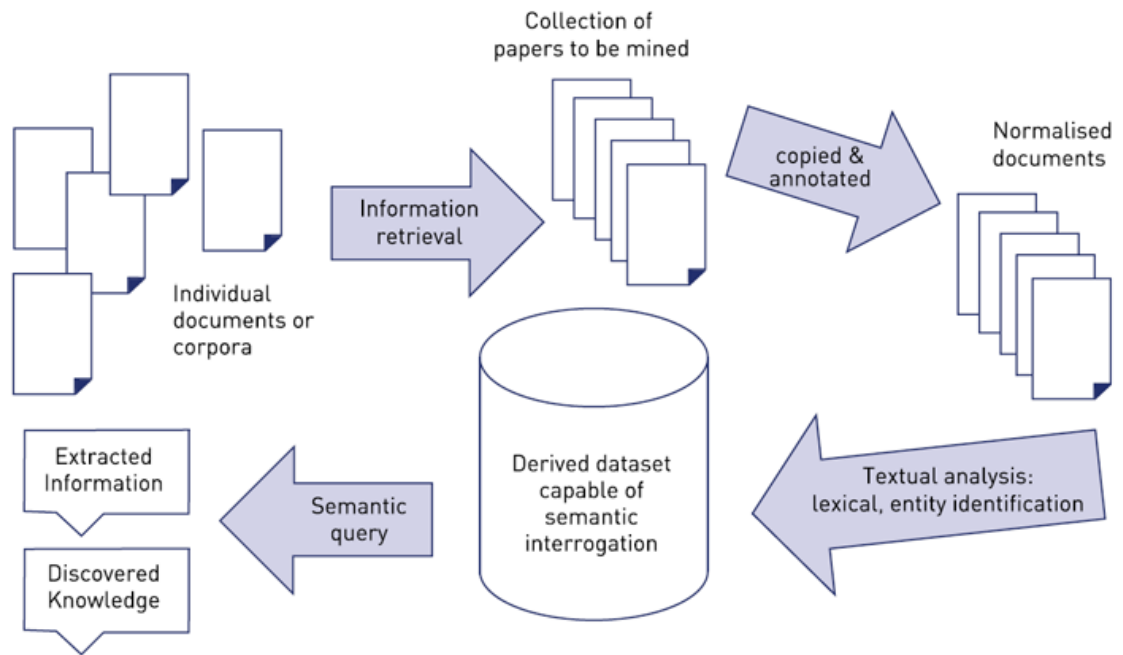 Collection of
papers to be mined
copied &
annotated
Normalised
documents
Information
retrieval
Individual
documents or
corpora
Textual analysis:
lexical, entity identification
Derived dataset
capable of
semantic
interrogation
Semantic
query
Extracted
Information
Discovered
Knowledge